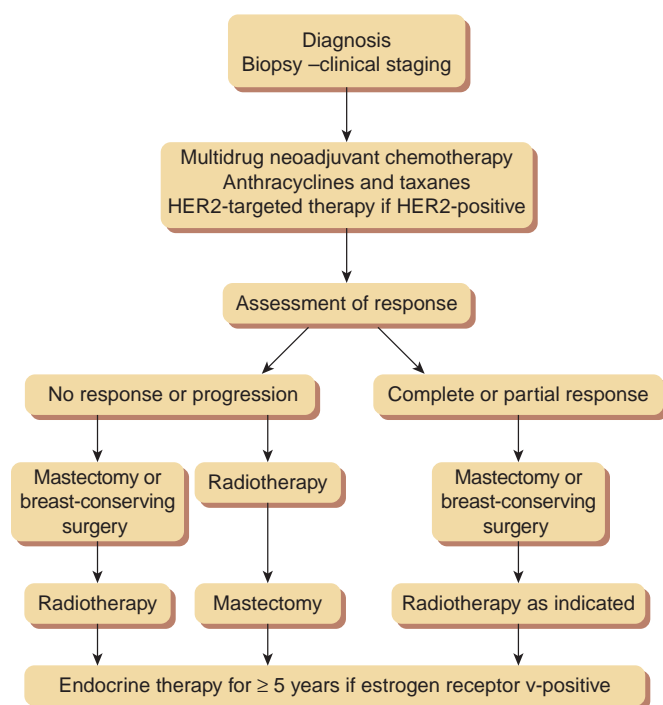 Diagnosis
Biopsy –clinical staging
Multidrug neoadjuvant chemotherapy
Anthracyclines and taxanes
HER2-targeted therapy if HER2-positive
Assessment of response
No response or progression
Complete or partial response
Mastectomy or
breast-conserving
surgery
Radiotherapy
Mastectomy or
breast-conserving
surgery
Radiotherapy
Mastectomy
Radiotherapy as indicated
Endocrine therapy for ≥ 5 years if estrogen receptor v-positive